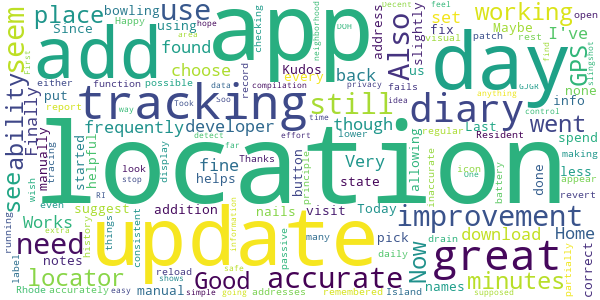 bowling using
area Happy
place
Since
seem
ability
Finally
see
add
app
use
found
choose
frequently
developer
checking
Kudos
every
address
Also
slightly
back
us
GPS
set
working
Maybe
fix
I've
none
info
day
open
DOH
neighborhood
visual
patch
feel
Decent
rest
find
GJGR
slingshot
record
hope
compilation
privacy
As
Took
Soo
data
fails
idea
anything
function
possible
either
put
manually
tracing
tracking
still
diary
went
though
Last
Resident
regular
control
spend
report
way
detect
effort
time
far
lower
Thanks
display
look
stop
started
helpful
Very
state
helps
fine
button
principle
allowing
inaccurate
icon
One
battery
done
less
appear
making
revert
location
wish
even
RI
things
history
suggest
Works
need
notes
extra
consistent
update
addition
nails
Visit
Today
pick
Now
improvement
download
Home
correct
partially
supposed
label
running
reload
shows
locator
Good
accurate
great
minutes
names
drain
daily
manual
many
passive
information
safe
going
addresses
remembered
Island
Rhode
accurately
easy
simple